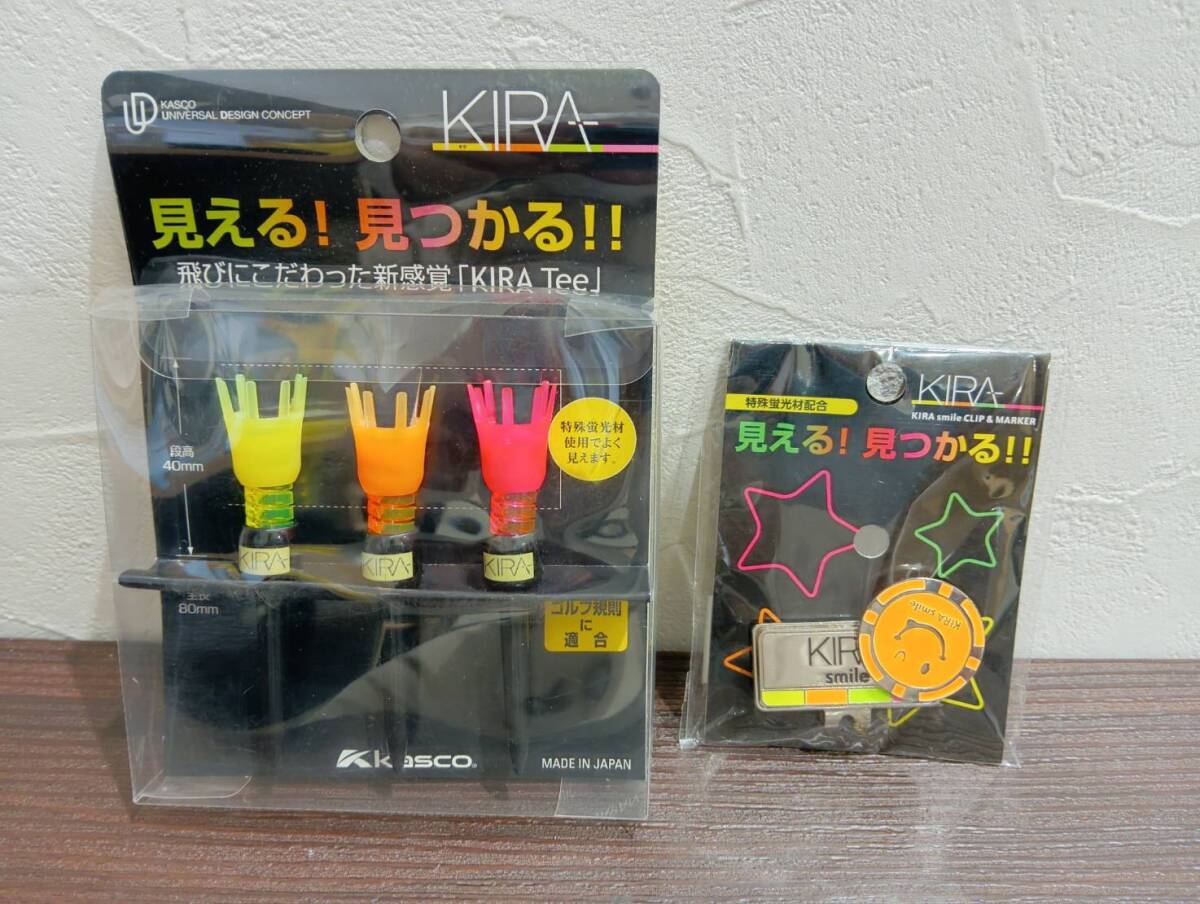 KASCO
UNIVERSAL DESIGN CONCEPT
KIRA
見える! 見つかる!!
飛びにこだわった新感覚「KIRA Tee」
特殊蛍光材
使用でよく
見えます。
段高
40mm
KIRA
KIRA
KIRA
全長
80mm
ゴルフ規則
に
適合
Kasco
MADE IN JAPAN
KIRA
KIRA smile CLIP & MARKER
特殊蛍光材配合
見える! 見つかる!!
KIRA smile
KIR
smile